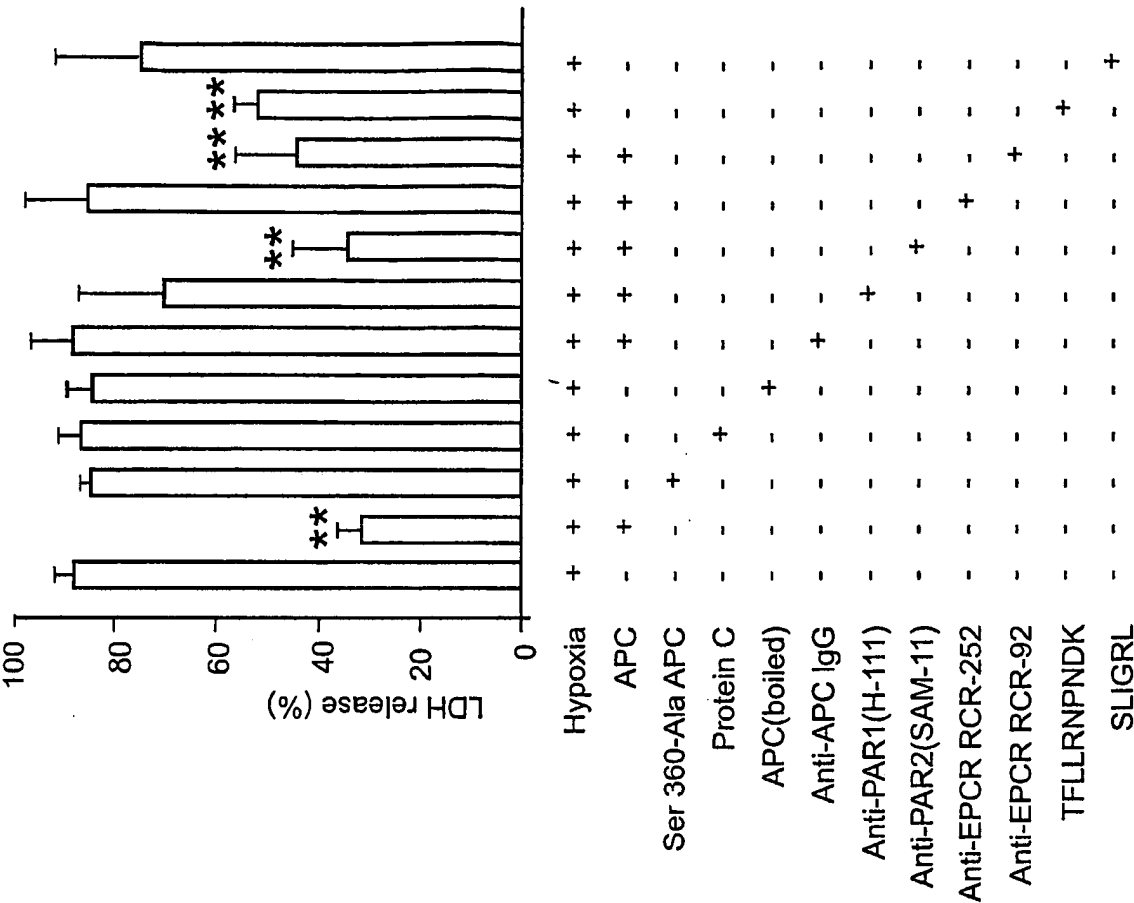 LDH release (%)
100
80
60
40
20
0
** ** ** **
Hypoxia + + + + + + + + + + + +
APC - + - - - + + + + + - -
Ser 360-Ala APC - - + - - - - - - - - -
Protein C - - - + - - - - - - - -
APC(boiled) - - - - + - - - - - - -
Anti-APC IgG - - - - - + - - - - - -
Anti-PAR1(H-111) - - - - - - + - - - - -
Anti-PAR2(SAM-11) - - - - - - - + - - - -
Anti-EPCR RCR-252 - - - - - - - - + - - -
Anti-EPCR RCR-92 - - - - - - - - - + - -
TFLLRNPNDK - - - - - - - - - - + -
SLIGRL - - - - - - - - - - - +